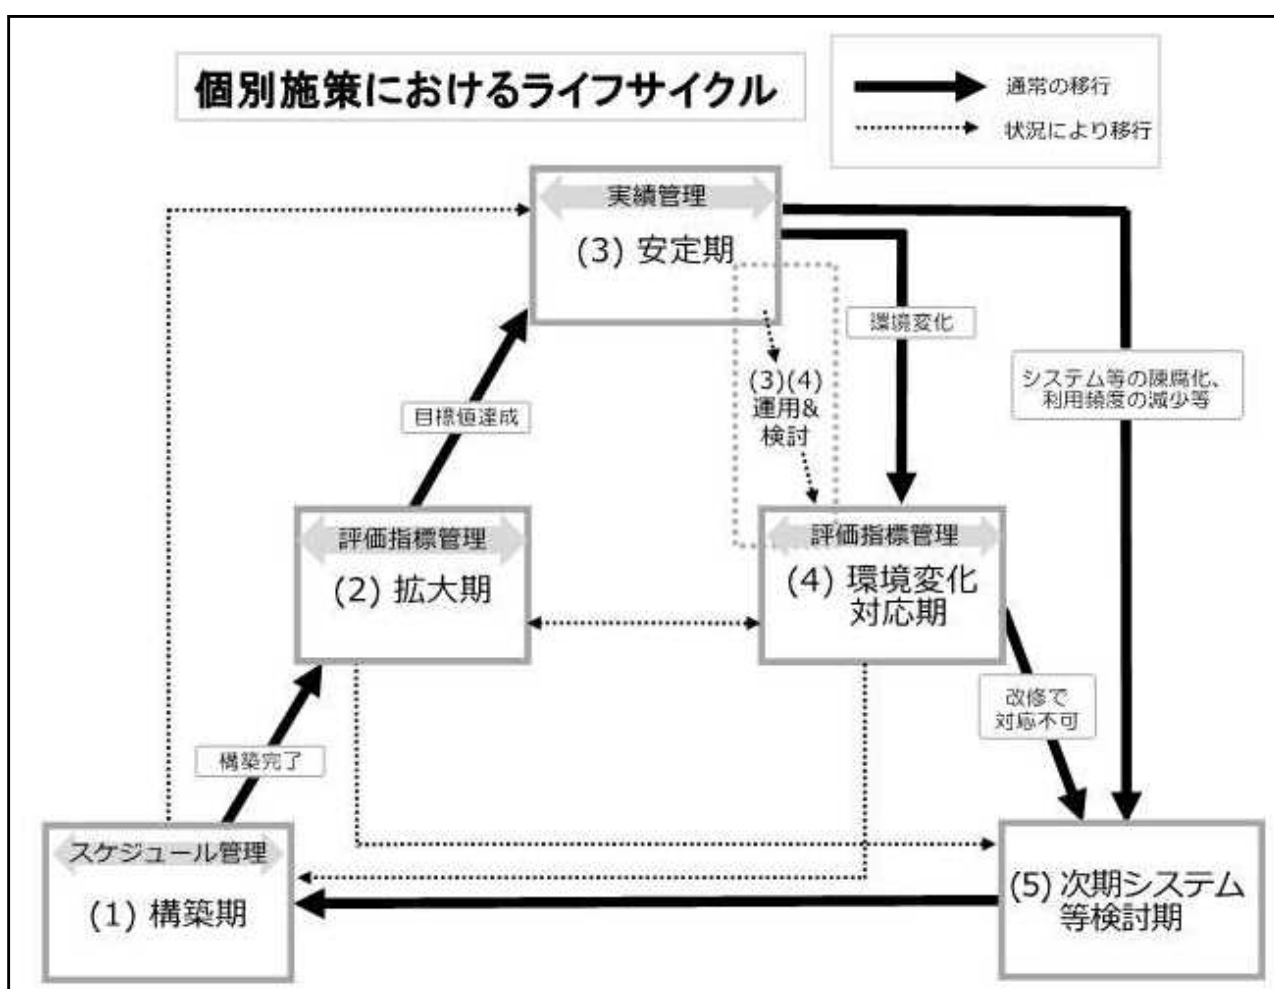 個別施策におけるライフサイクル
通常の移行
状況により移行
実績管理
(3) 安定期
環境変化
システム等の陳腐化、
利用頻度の減少等
(3)(4)
運用&
検討
目標値達成
評価指標管理
(2) 拡大期
評価指標管理
(4) 環境変化
対応期
改修で
対応不可
構築完了
スケジュール管理
(1) 構築期
(5) 次期システム
等検討期